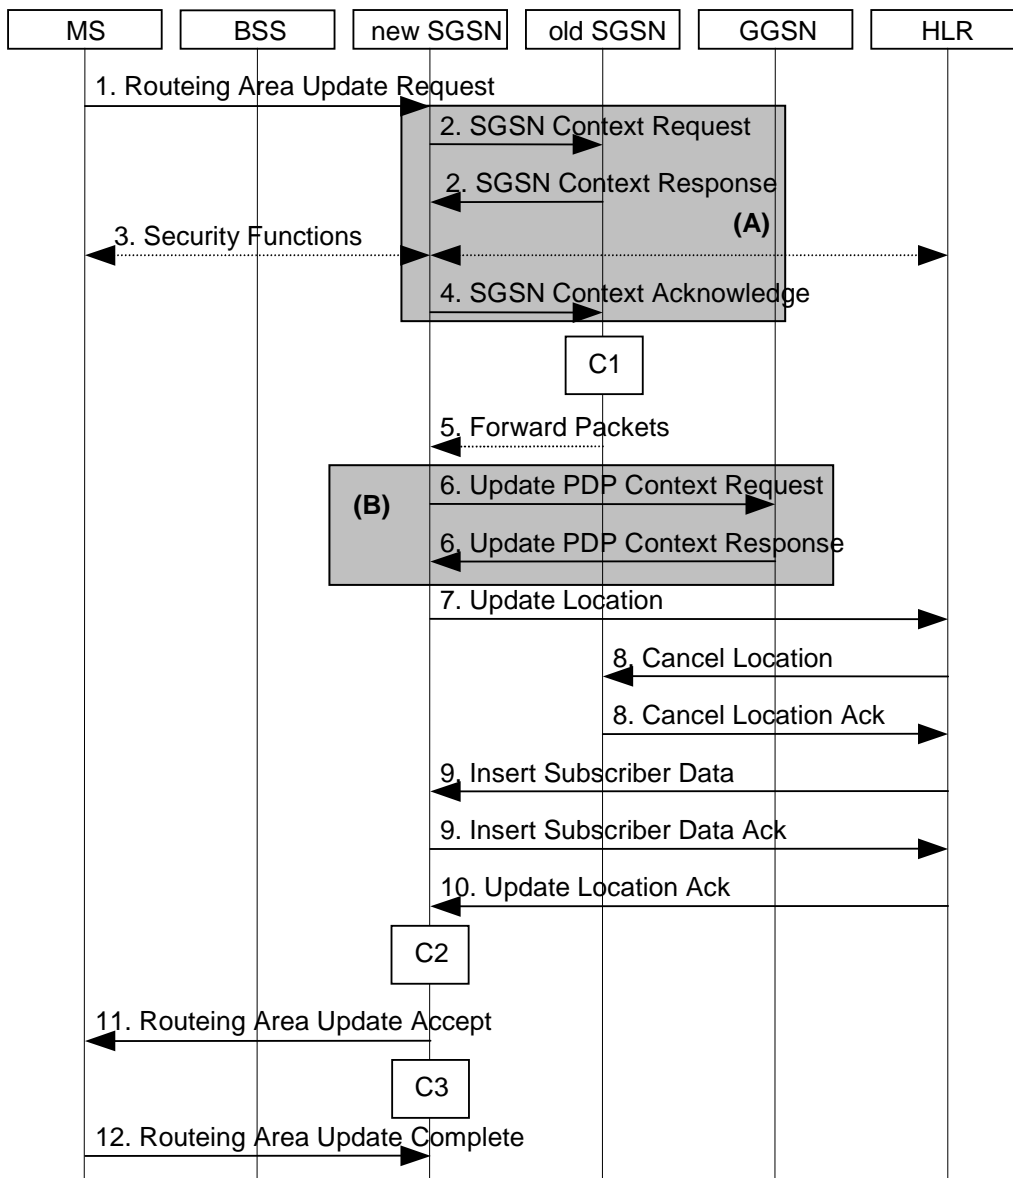 MS BSS new SGSN old SGSN GGSN HLR
1. Routeing Area Update Request
2. SGSN Context Request
2. SGSN Context Response
(A)
3. Security Functions
4. SGSN Context Acknowledge
C1
5. Forward Packets
6. Update PDP Context Request
(B)
6. Update PDP Context Response
7. Update Location
8. Cancel Location
8. Cancel Location Ack
9. Insert Subscriber Data
9. Insert Subscriber Data Ack
10. Update Location Ack
C2
11. Routeing Area Update Accept
C3
12. Routeing Area Update Complete